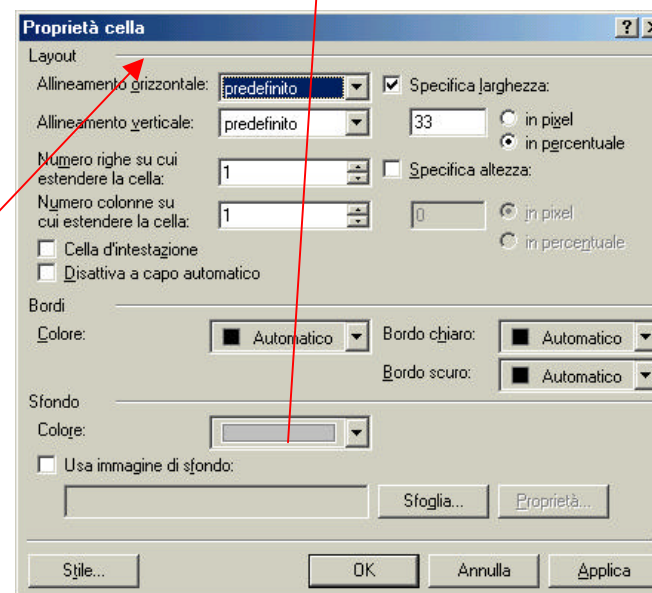 Proprietà cella
Layout
Allineamento orizzontale: predefinito Specifica larghezza:
Allineamento verticale: predefinito 33 in pixel
in percentuale
Numero righe su cui
estendere la cella: 1 Specifica altezza:
Numero colonne su
cui estendere la cella: 1 0 in pixel
in percentuale
Cella d'intestazione
Disattiva a capo automatico
Bordi
Colore: Automatico Bordo chiaro: Automatico
Bordo scuro: Automatico
Sfondo
Colore:
Usa immagine di sfondo:
Sfoglia... Proprietà...
Stile... OK Annulla Applica